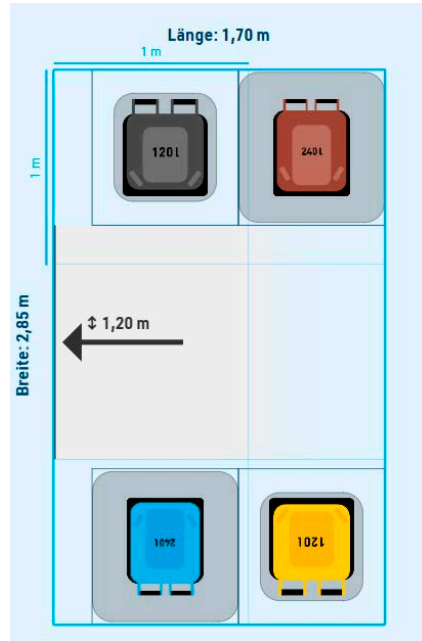 Länge: 1,70 m
1 m
120 l
240 l
1 m
Breite: 2,85 m
↕ 1,20 m
240 l
120 l